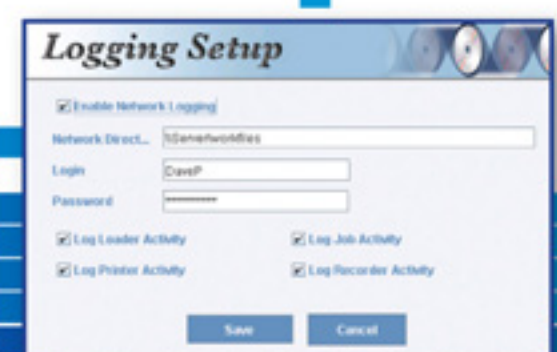 Logging Setup
Enable Network Logging
Network Direct... \\Server\workfiles
Login DaveP
Password **********
Log Loader Activity Log Job Activity
Log Printer Activity Log Recorder Activity
Save Cancel